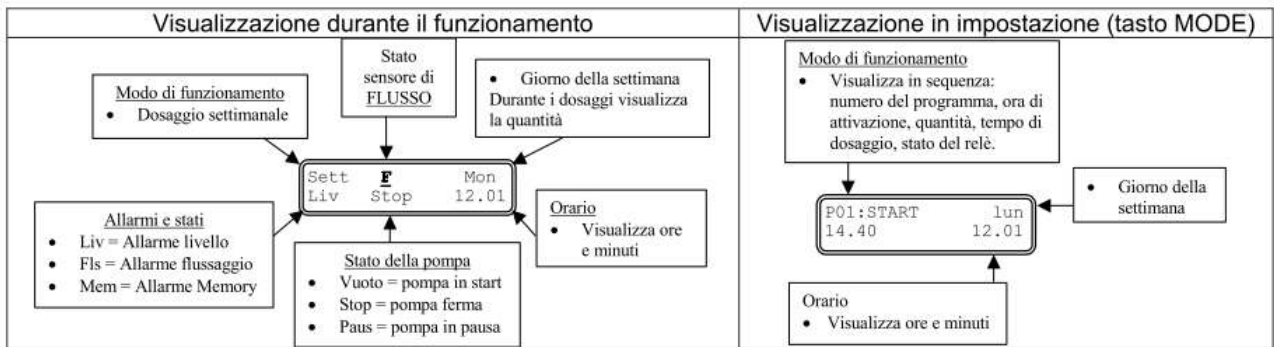 Visualizzazione durante il funzionamento
Stato
sensore di
FLUSSO
Modo di funzionamento
• Dosaggio settimanale
• Giorno della settimana
Durante i dosaggi visualizza
la quantità
Sett F Mon
Liv Stop 12.01
Allarmi e stati
• Liv = Allarme livello
• Fls = Allarme flussaggio
• Mem = Allarme Memory
Stato della pompa
• Vuoto = pompa in start
• Stop = pompa ferma
• Paus = pompa in pausa
Orario
• Visualizza ore
e minuti
Visualizzazione in impostazione (tasto MODE)
Modo di funzionamento
• Visualizza in sequenza:
numero del programma, ora di
attivazione, quantità, tempo di
dosaggio, stato del relè.
P01:START lun
14.40 12.01
• Giorno della
settimana
Orario
• Visualizza ore e minuti